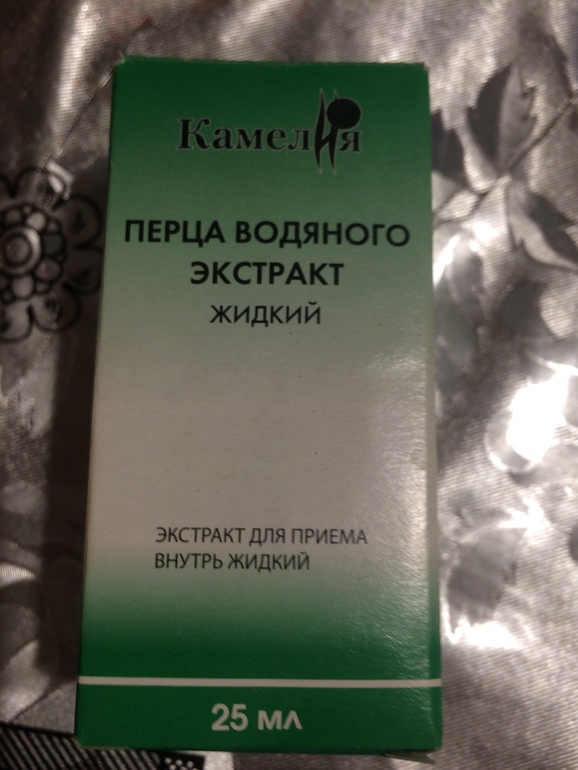 Камелия
ПЕРЦА ВОДЯНОГО
ЭКСТРАКТ
ЖИДКИЙ
ЭКСТРАКТ ДЛЯ ПРИЕМА
ВНУТРЬ ЖИДКИЙ
25 мл